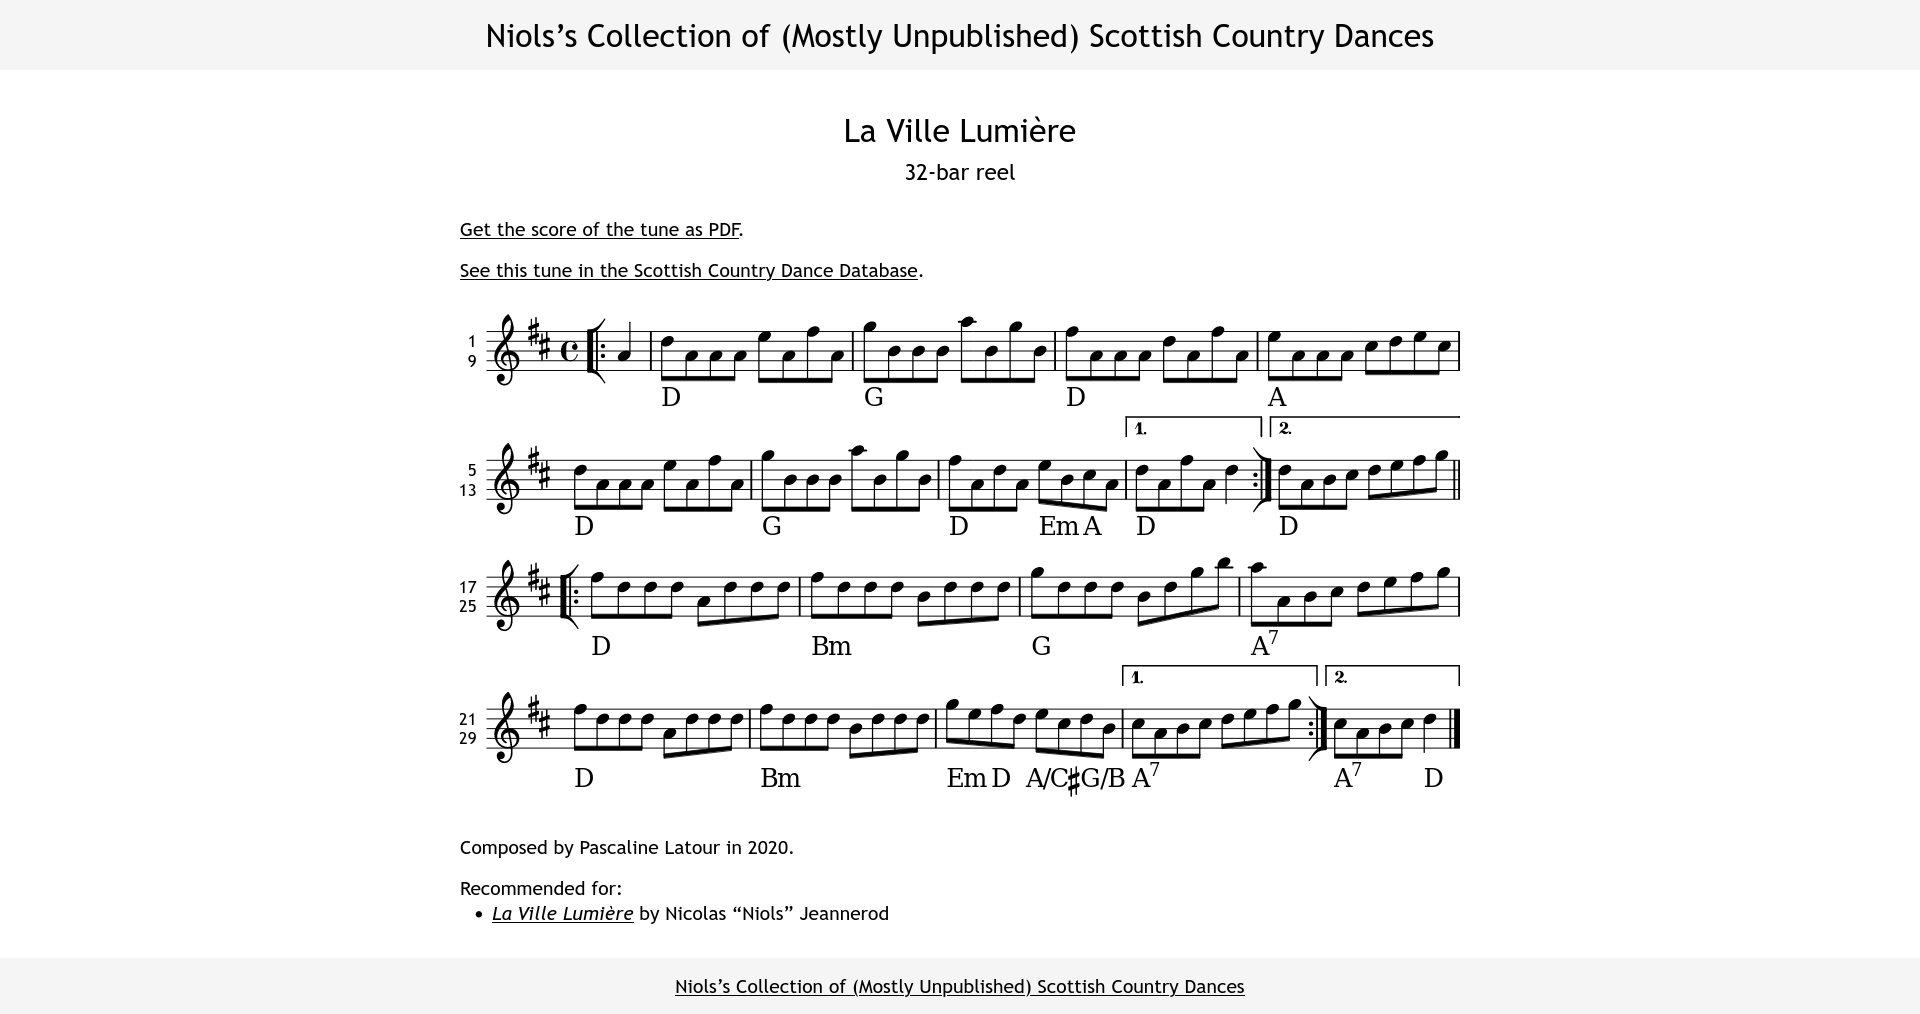 Niols’s Collection of (Mostly Unpublished) Scottish Country Dances
La Ville Lumière
32-bar reel
Get the score of the tune as PDF.
See this tune in the Scottish Country Dance Database.
1
9
D G D A
1. 2.
5
13
D G D Em A D D
17
25
D Bm G A7
1. 2.
21
29
D Bm Em D A/C♯ G/B A7 A7 D
Composed by Pascaline Latour in 2020.
Recommended for:
• La Ville Lumière by Nicolas “Niols” Jeannerod
Niols’s Collection of (Mostly Unpublished) Scottish Country Dances